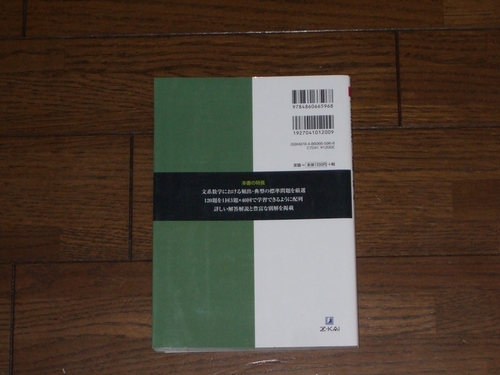 9784860665968
1927041012009
本書の特長
文系数学における頻出・典型の標準問題を厳選
120題を1回3題×40回で学習できるように配列
詳しい解答解説と豊富な別解を掲載
Z-KAI